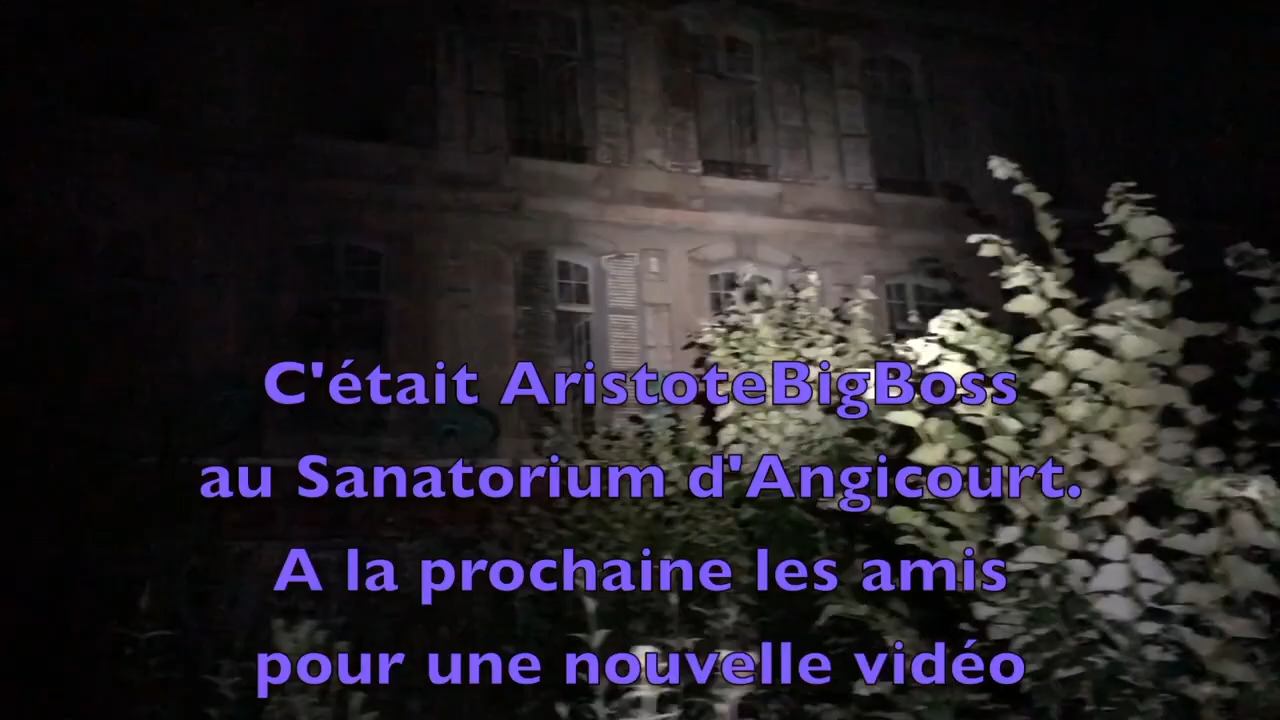 C'était AristoteBigBoss
au Sanatorium d'Angicourt.
A la prochaine les amis
pour une nouvelle vidéo